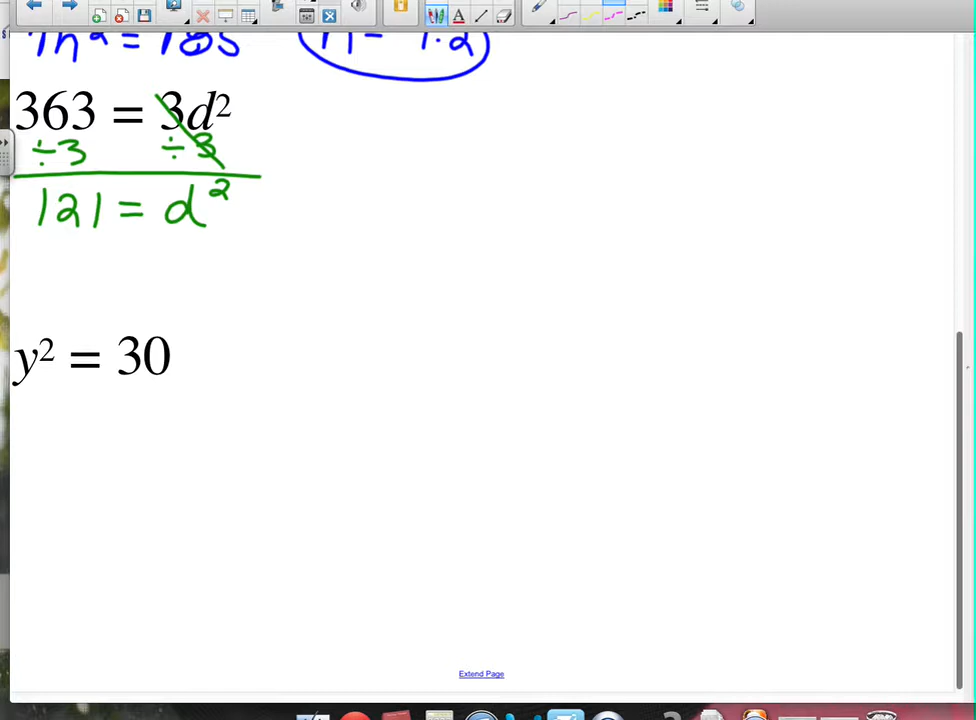 363 = 3d²
÷3 ÷3
121 = d²
y² = 30
Extend Page